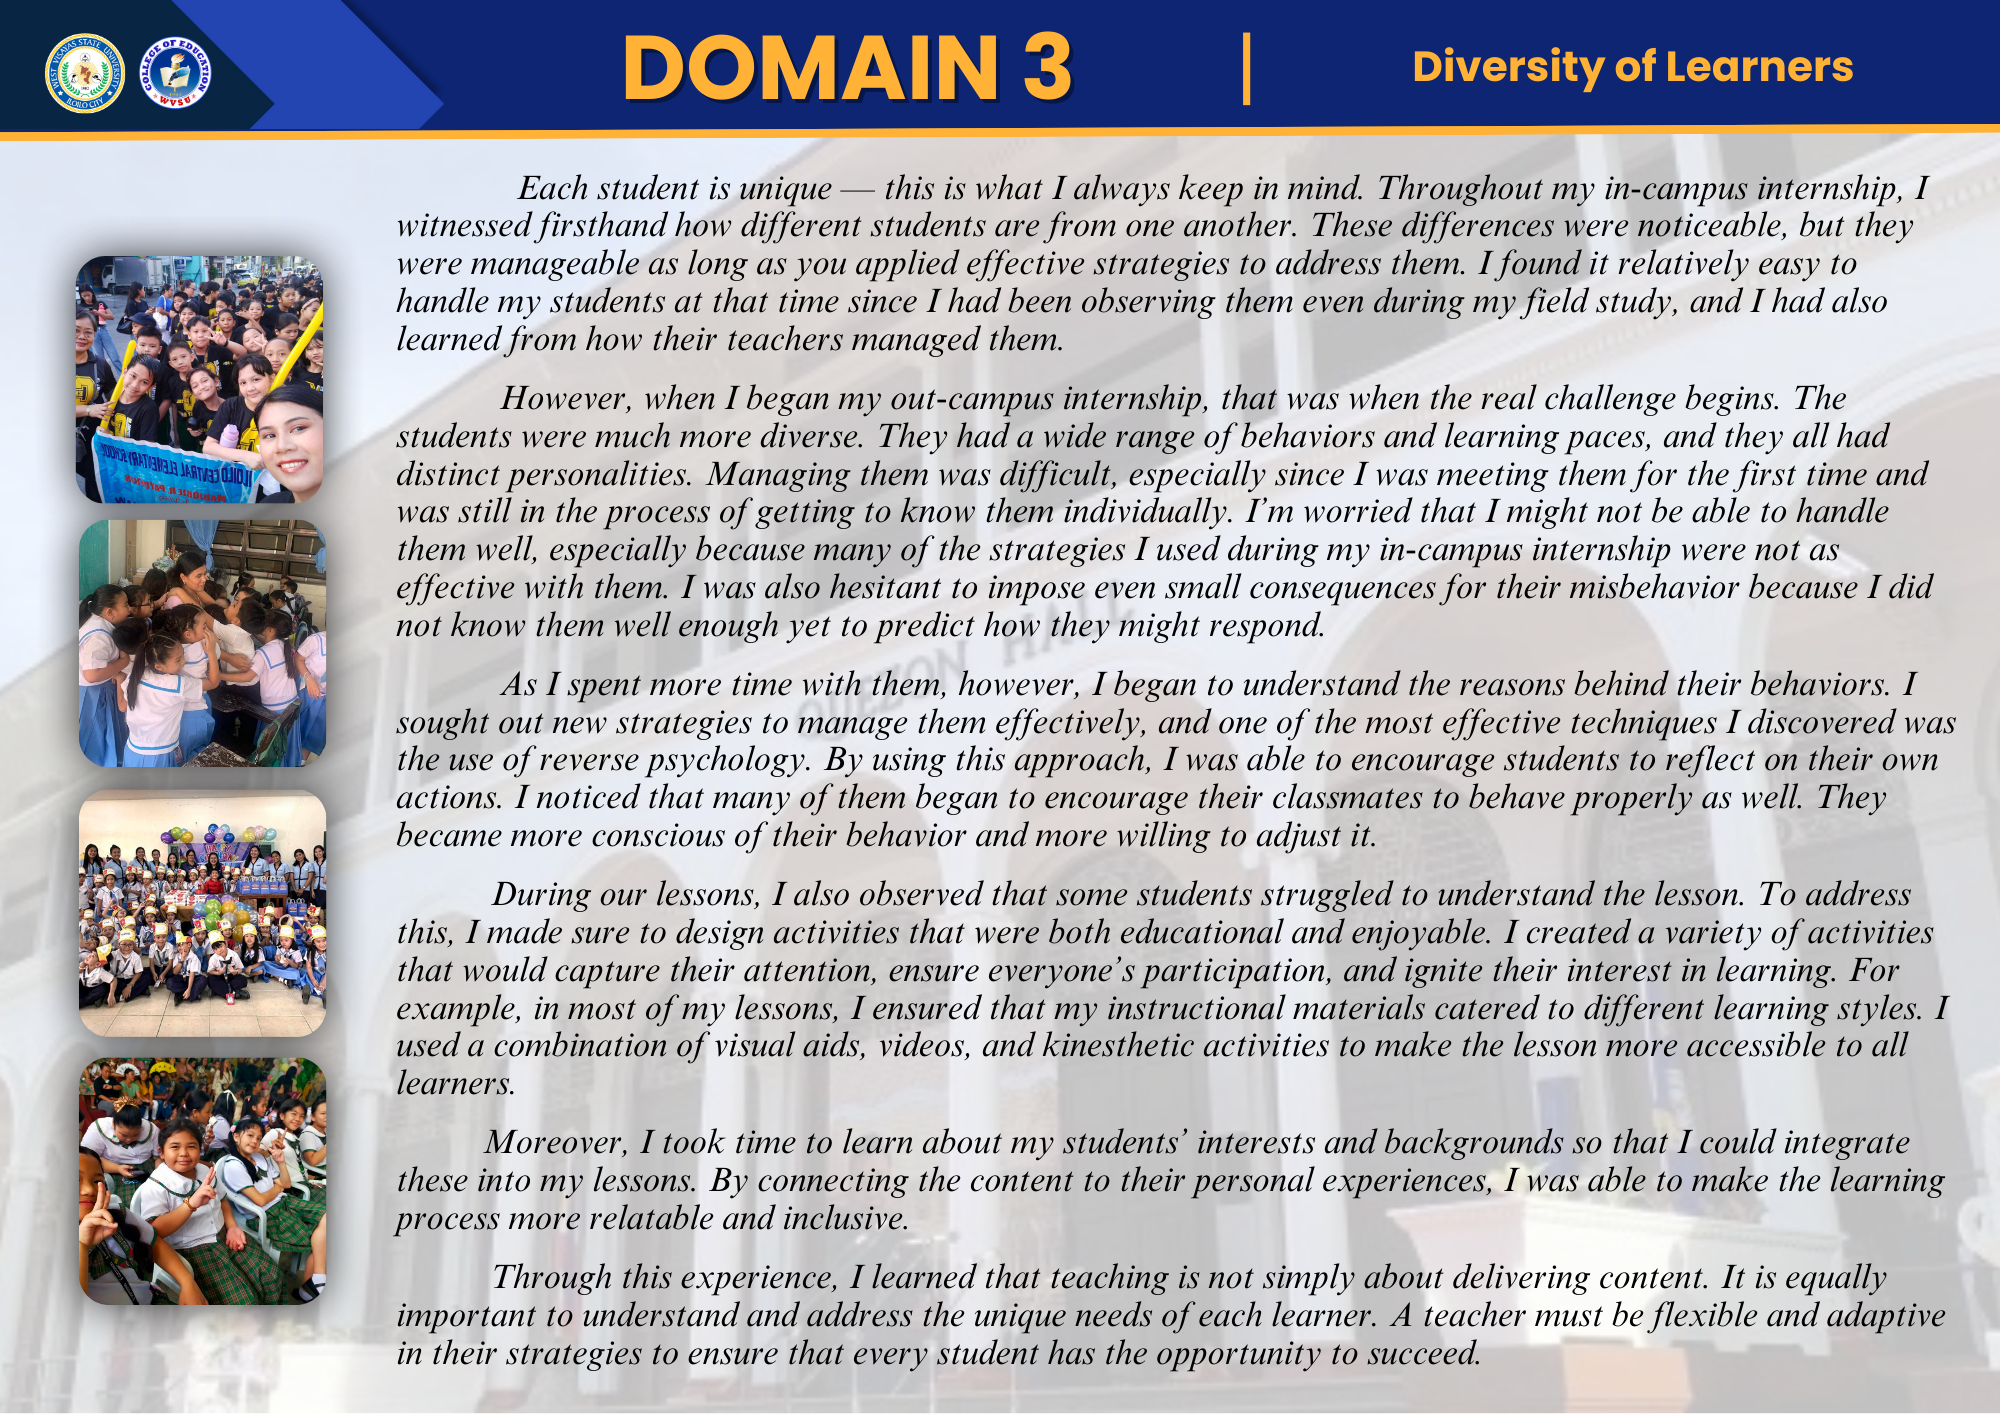 WEST VISAYAS STATE UNIVERSITY
ILOILO CITY
COLLEGE OF EDUCATION
WVSU
DOMAIN 3
Diversity of Learners
Each student is unique — this is what I always keep in mind. Throughout my in-campus internship, I
witnessed firsthand how different students are from one another. These differences were noticeable, but they
were manageable as long as you applied effective strategies to address them. I found it relatively easy to
handle my students at that time since I had been observing them even during my field study, and I had also
learned from how their teachers managed them.
However, when I began my out-campus internship, that was when the real challenge begins. The
students were much more diverse. They had a wide range of behaviors and learning paces, and they all had
distinct personalities. Managing them was difficult, especially since I was meeting them for the first time and
was still in the process of getting to know them individually. I’m worried that I might not be able to handle
them well, especially because many of the strategies I used during my in-campus internship were not as
effective with them. I was also hesitant to impose even small consequences for their misbehavior because I did
not know them well enough yet to predict how they might respond.
As I spent more time with them, however, I began to understand the reasons behind their behaviors. I
sought out new strategies to manage them effectively, and one of the most effective techniques I discovered was
the use of reverse psychology. By using this approach, I was able to encourage students to reflect on their own
actions. I noticed that many of them began to encourage their classmates to behave properly as well. They
became more conscious of their behavior and more willing to adjust it.
During our lessons, I also observed that some students struggled to understand the lesson. To address
this, I made sure to design activities that were both educational and enjoyable. I created a variety of activities
that would capture their attention, ensure everyone’s participation, and ignite their interest in learning. For
example, in most of my lessons, I ensured that my instructional materials catered to different learning styles. I
used a combination of visual aids, videos, and kinesthetic activities to make the lesson more accessible to all
learners.
Moreover, I took time to learn about my students’ interests and backgrounds so that I could integrate
these into my lessons. By connecting the content to their personal experiences, I was able to make the learning
process more relatable and inclusive.
Through this experience, I learned that teaching is not simply about delivering content. It is equally
important to understand and address the unique needs of each learner. A teacher must be flexible and adaptive
in their strategies to ensure that every student has the opportunity to succeed.
QUEZON HALL
ILOILO CENTRAL ELEMENTARY SCHOOL